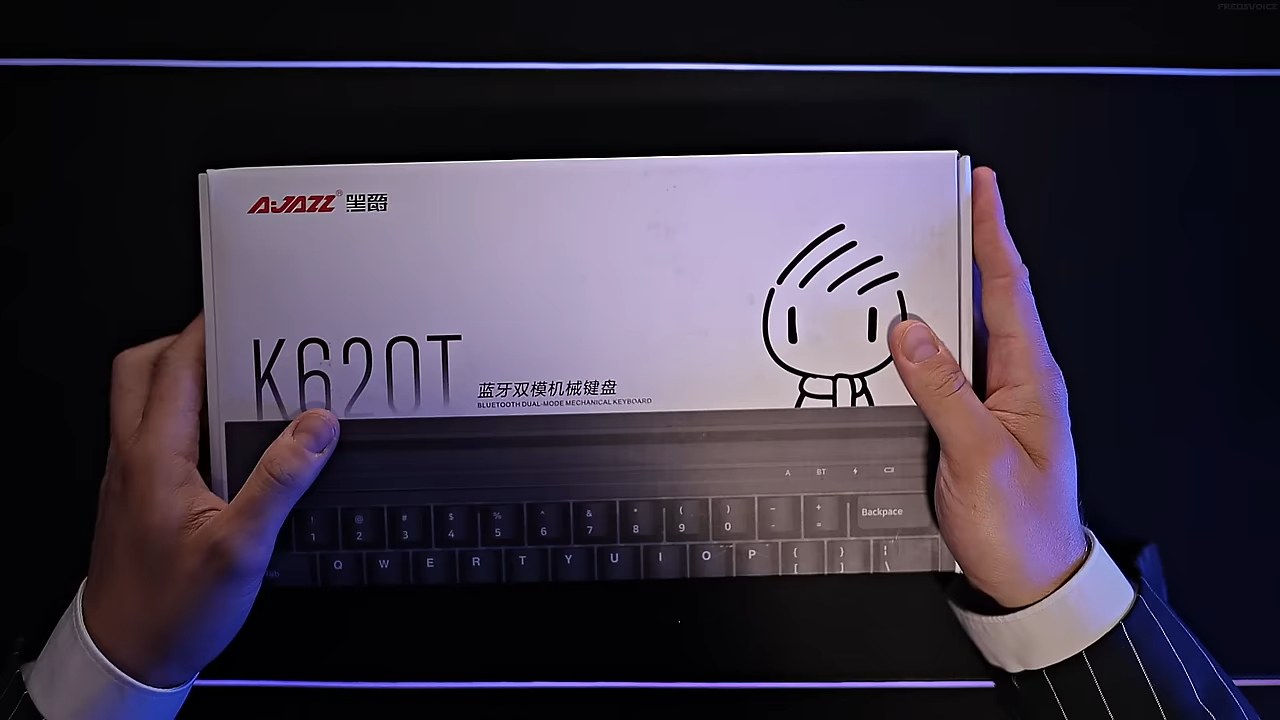 FREDSVOICE
A-JAZZ® 黑爵
K620T
蓝牙双模机械键盘
BLUETOOTH DUAL-MODE MECHANICAL KEYBOARD
A BT
! @ # $ % ^ & * ( ) - + Backpace
1 2 3 4 5 6 7 8 9 0 - =
Q W E R T Y U I O P { } |
[ ] \